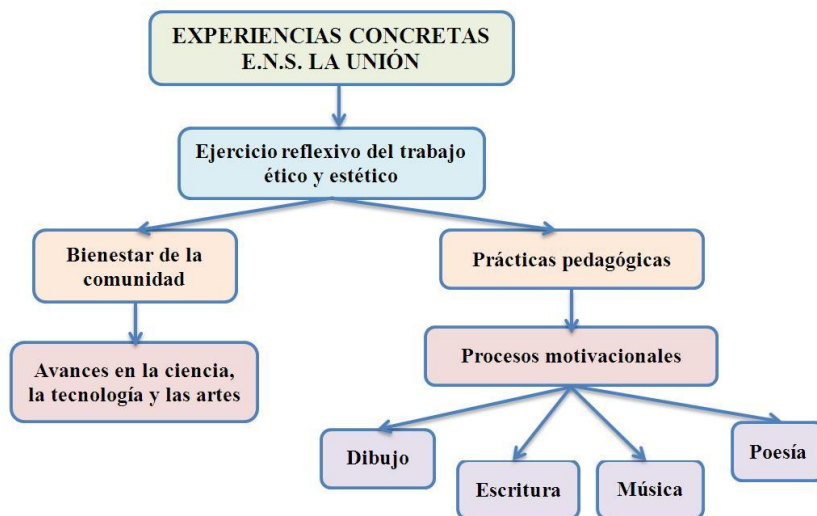 EXPERIENCIAS CONCRETAS
E.N.S. LA UNIÓN
Ejercicio reflexivo del trabajo
ético y estético
Bienestar de la
comunidad
Prácticas pedagógicas
Avances en la ciencia,
la tecnología y las artes
Procesos motivacionales
Dibujo
Escritura
Música
Poesía